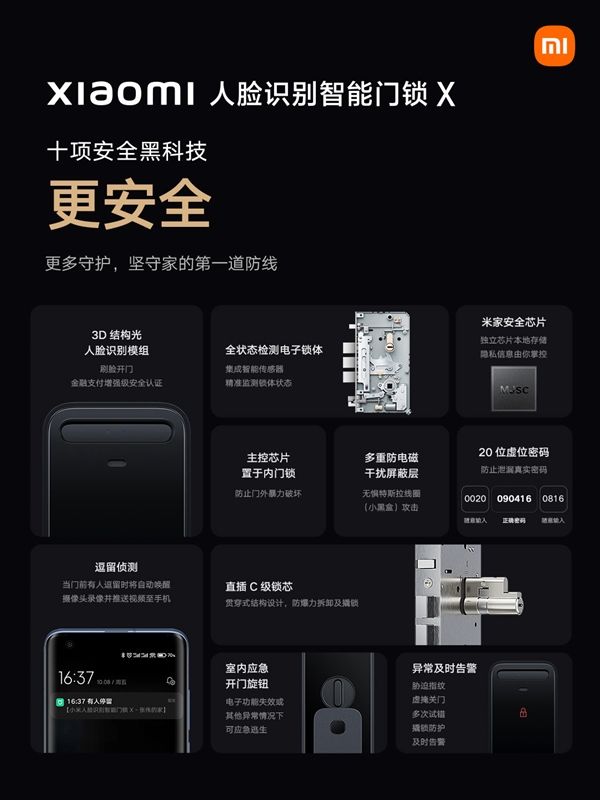 mi
xiaomi 人脸识别智能门锁 X
十项安全黑科技
更安全
更多守护，坚守家的第一道防线
3D 结构光
人脸识别模组
刷脸开门
金融支付增强级安全认证
全状态检测电子锁体
集成智能传感器
精准监测锁体状态
米家安全芯片
独立芯片本地存储
隐私信息由你掌控
MJSC
主控芯片
置于内门锁
防止门外暴力破坏
多重防电磁
干扰屏蔽层
无惧特斯拉线圈
（小黑盒）攻击
20 位虚位密码
防止泄漏真实密码
0020 090416 0816
随意输入 正确密码 随意输入
逗留侦测
当门前有人逗留时将自动唤醒
摄像头录像并推送视频至手机
70%
16:37 10.08 / 周五
16:37 有人停留
【小米人脸识别智能门锁 X - 张伟的家】
直插 C 级锁芯
贯穿式结构设计，防爆力拆卸及撬锁
室内应急
开门旋钮
电子功能失效或
其他异常情况下
可应急逃生
异常及时告警
胁迫指纹
虚掩关门
多次试错
撬锁防护
及时告警